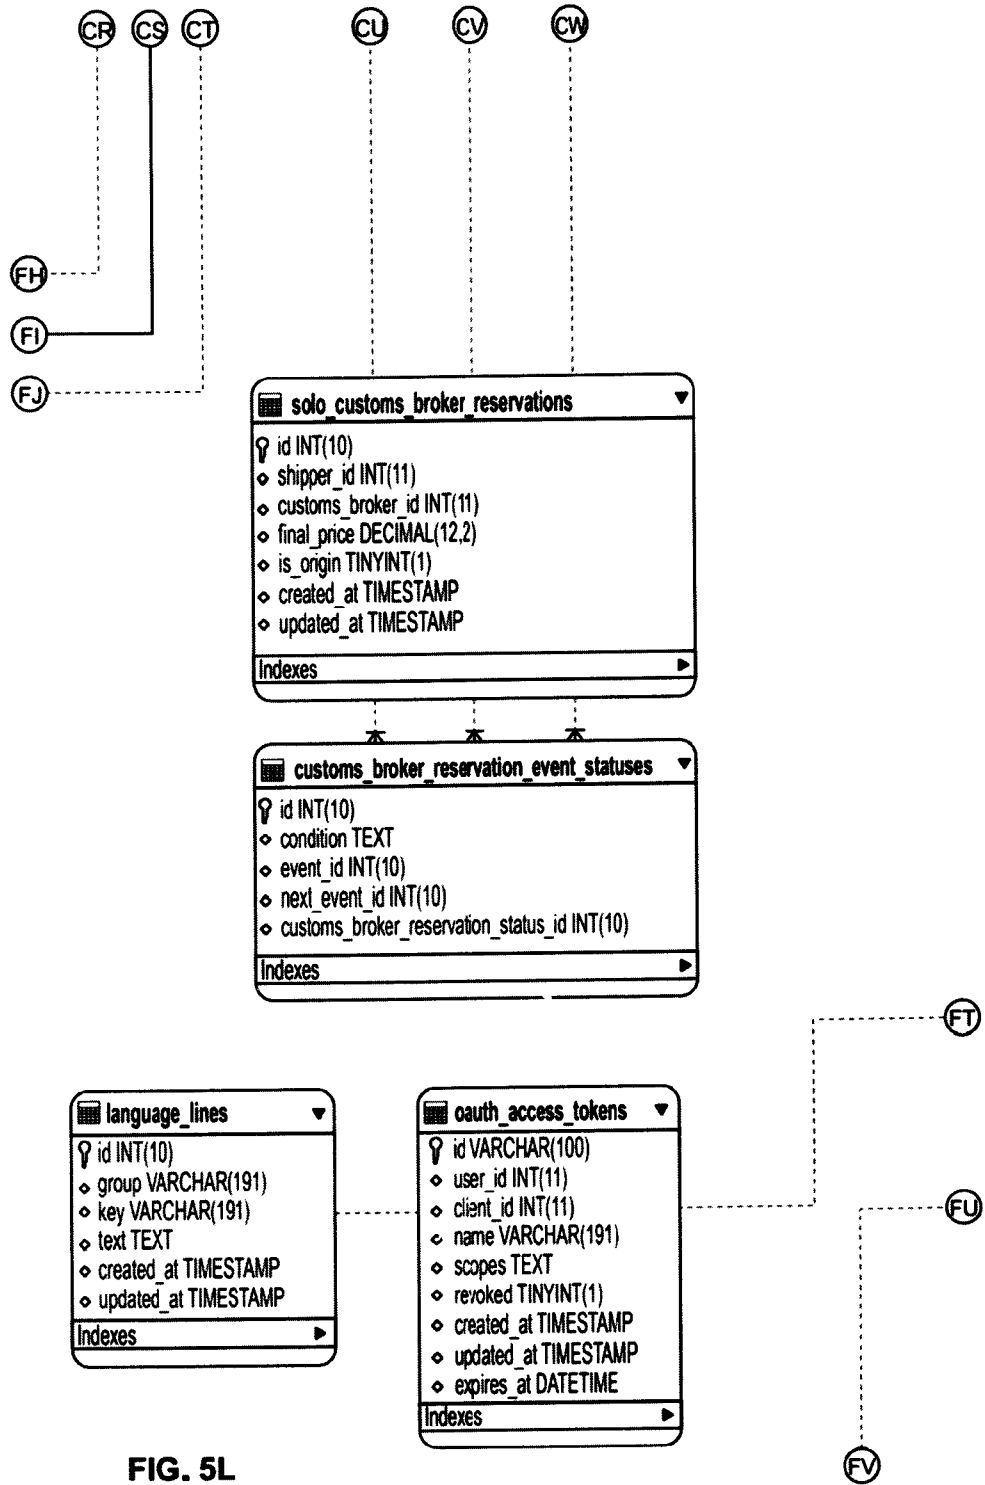 CR CS CT CU CV CW
FH
FI
FJ
solo_customs_broker_reservations
id INT(10)
shipper_id INT(11)
customs_broker_id INT(11)
final_price DECIMAL(12,2)
is_origin TINYINT(1)
created_at TIMESTAMP
updated_at TIMESTAMP
Indexes
customs_broker_reservation_event_statuses
id INT(10)
condition TEXT
event_id INT(10)
next_event_id INT(10)
customs_broker_reservation_status_id INT(10)
Indexes
FT
language_lines
id INT(10)
group VARCHAR(191)
key VARCHAR(191)
text TEXT
created_at TIMESTAMP
updated_at TIMESTAMP
Indexes
oauth_access_tokens
id VARCHAR(100)
user_id INT(11)
client_id INT(11)
name VARCHAR(191)
scopes TEXT
revoked TINYINT(1)
created_at TIMESTAMP
updated_at TIMESTAMP
expires_at DATETIME
Indexes
FU
FV
FIG. 5L